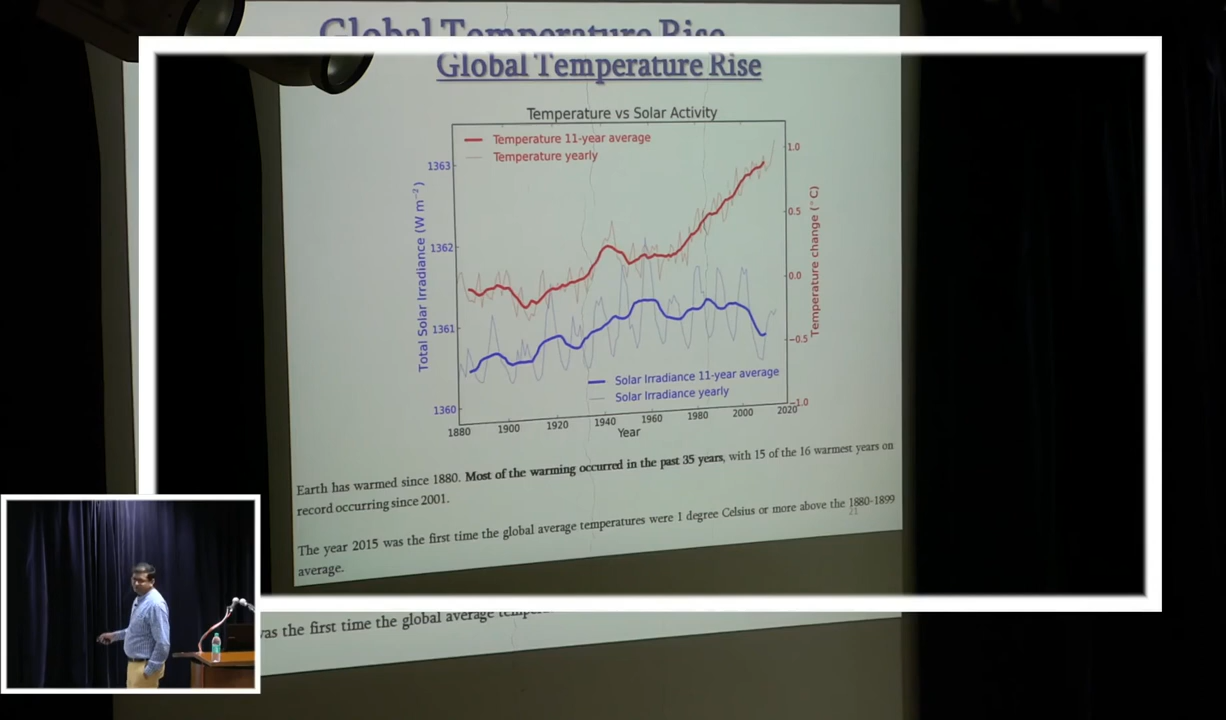 Global Temperature Rise
Global Temperature Rise
Temperature vs Solar Activity
Temperature 11-year average
Temperature yearly
1363
1362
1361
1360
Total Solar Irradiance (W m⁻²)
1.0
0.5
0.0
−0.5
−1.0
Temperature change (°C)
Solar Irradiance 11-year average
Solar Irradiance yearly
1880 1900 1920 1940 1960 1980 2000 2020
Year
Earth has warmed since 1880. Most of the warming occurred in the past 35 years, with 15 of the 16 warmest years on
record occurring since 2001.
The year 2015 was the first time the global average temperatures were 1 degree Celsius or more above the 1880-1899
average.
21
was the first time the global average